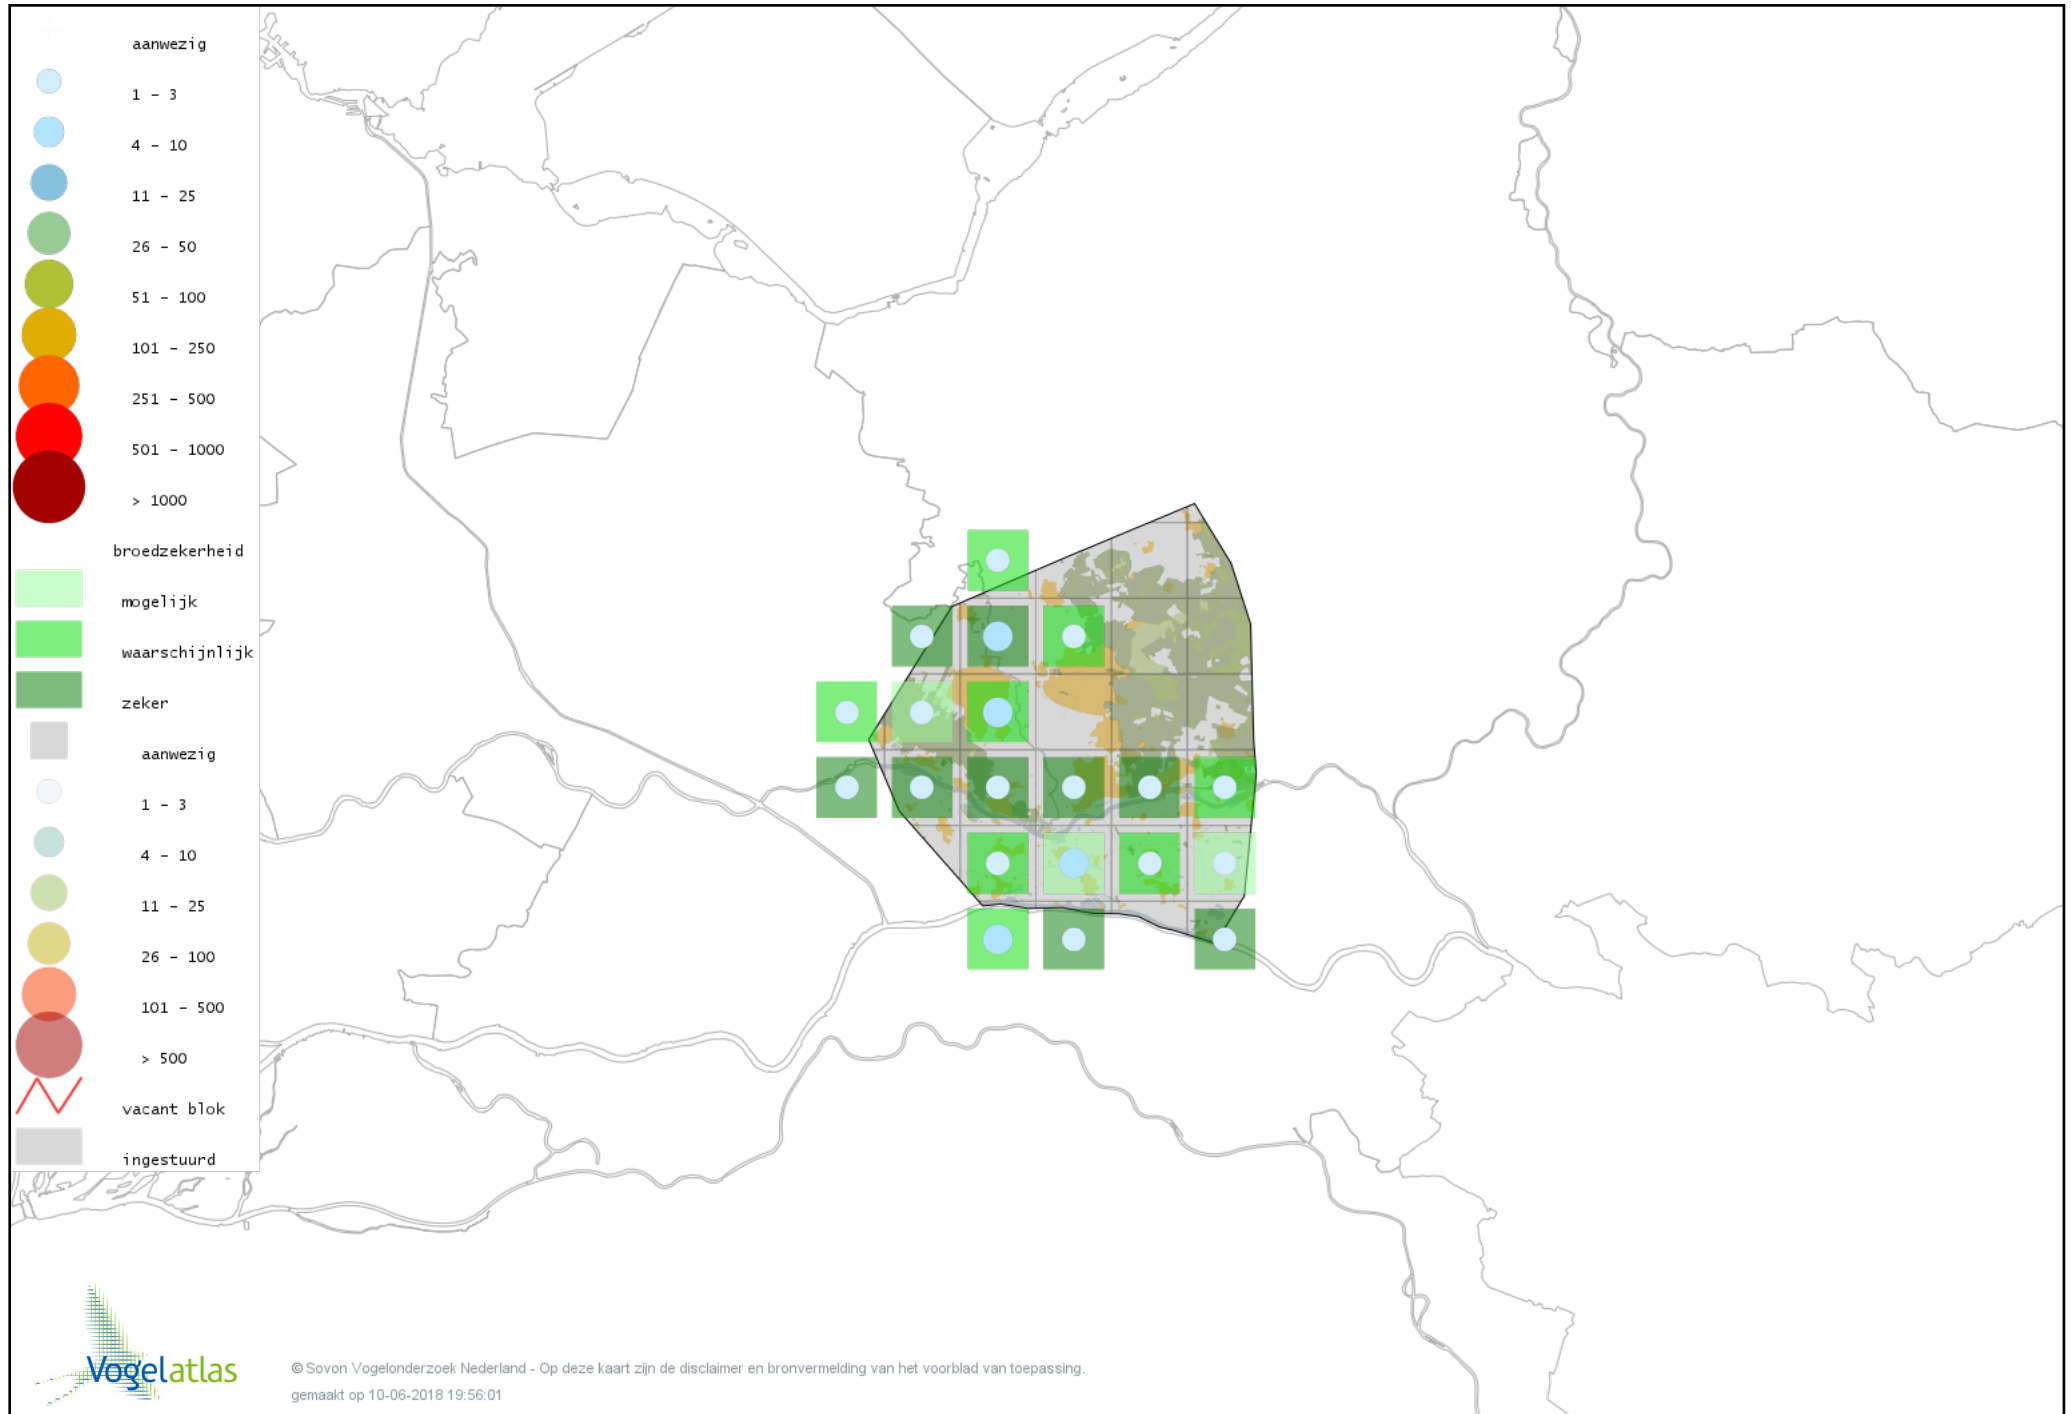 aanwezig
1 - 3
4 - 10
11 - 25
26 - 50
51 - 100
101 - 250
251 - 500
501 - 1000
> 1000
broedzekerheid
mogelijk
waarschijnlijk
zeker
aanwezig
1 - 3
4 - 10
11 - 25
26 - 100
101 - 500
> 500
vacant blok
ingestuurd
Vogelatlas
© Sovon Vogelonderzoek Nederland - Op deze kaart zijn de disclaimer en bronvermelding van het voorblad van toepassing.
gemaakt op 10-06-2018 19:56:01